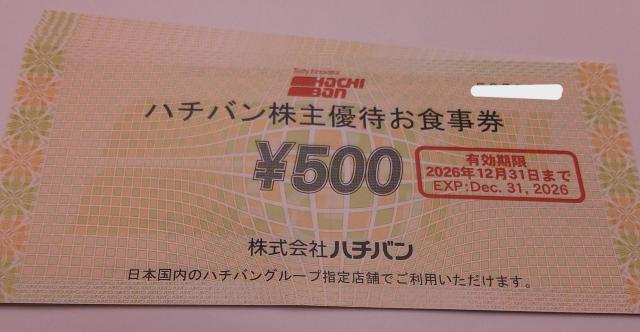 HACHI
BAN
ハチバン株主優待お食事券
¥500
有効期限
2026年12月31日まで
EXP:Dec. 31, 2026
株式会社ハチバン
日本国内のハチバングループ指定店舗でご利用いただけます。